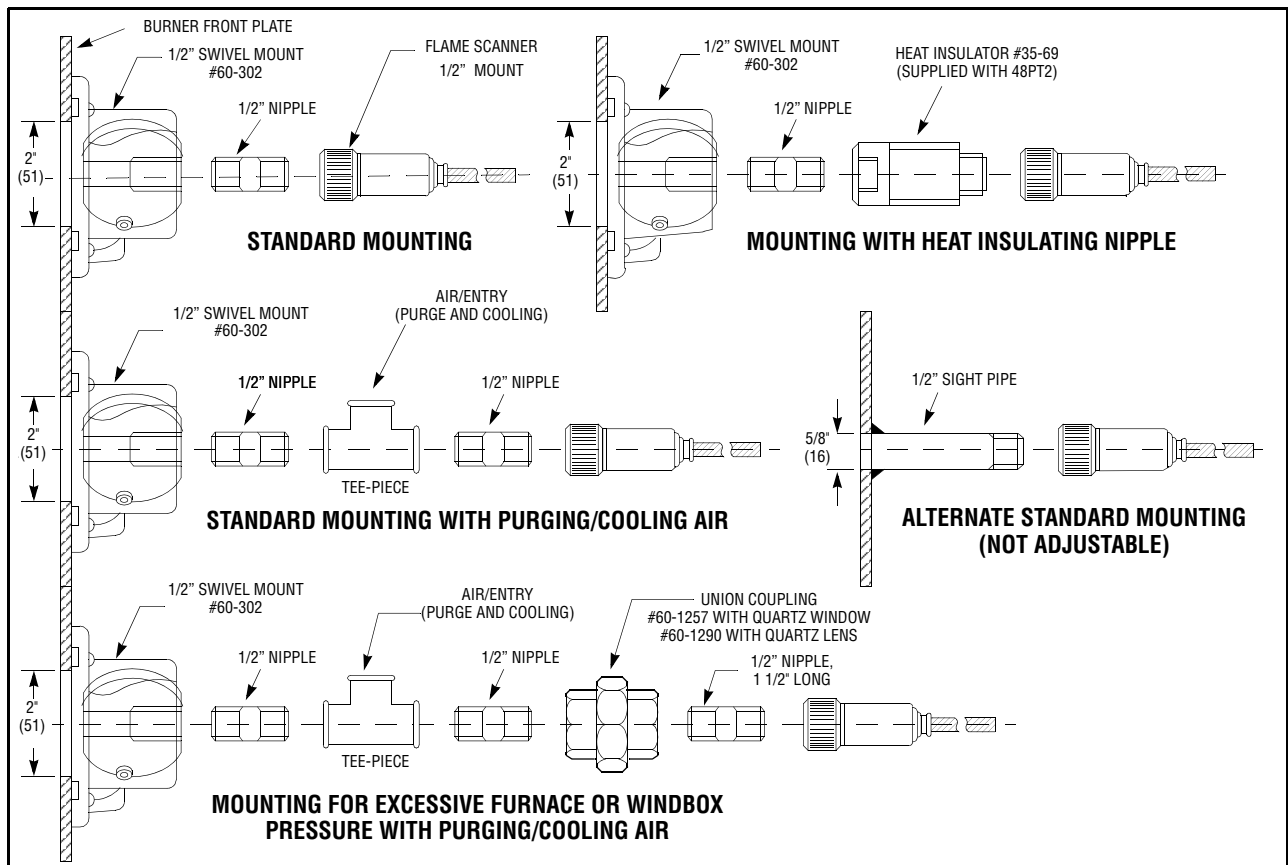 BURNER FRONT PLATE
1/2” SWIVEL MOUNT
#60-302
FLAME SCANNER
1/2” MOUNT
1/2” NIPPLE
2"
(51)
STANDARD MOUNTING
1/2” SWIVEL MOUNT
#60-302
HEAT INSULATOR #35-69
(SUPPLIED WITH 48PT2)
1/2” NIPPLE
2"
(51)
MOUNTING WITH HEAT INSULATING NIPPLE
1/2” SWIVEL MOUNT
#60-302
AIR/ENTRY
(PURGE AND COOLING)
1/2” NIPPLE
1/2” NIPPLE
2"
(51)
TEE-PIECE
STANDARD MOUNTING WITH PURGING/COOLING AIR
1/2” SIGHT PIPE
5/8"
(16)
ALTERNATE STANDARD MOUNTING
(NOT ADJUSTABLE)
1/2” SWIVEL MOUNT
#60-302
AIR/ENTRY
(PURGE AND COOLING)
UNION COUPLING
#60-1257 WITH QUARTZ WINDOW
#60-1290 WITH QUARTZ LENS
1/2” NIPPLE
1/2” NIPPLE
1/2” NIPPLE,
1 1/2" LONG
2"
(51)
TEE-PIECE
MOUNTING FOR EXCESSIVE FURNACE OR WINDBOX
PRESSURE WITH PURGING/COOLING AIR